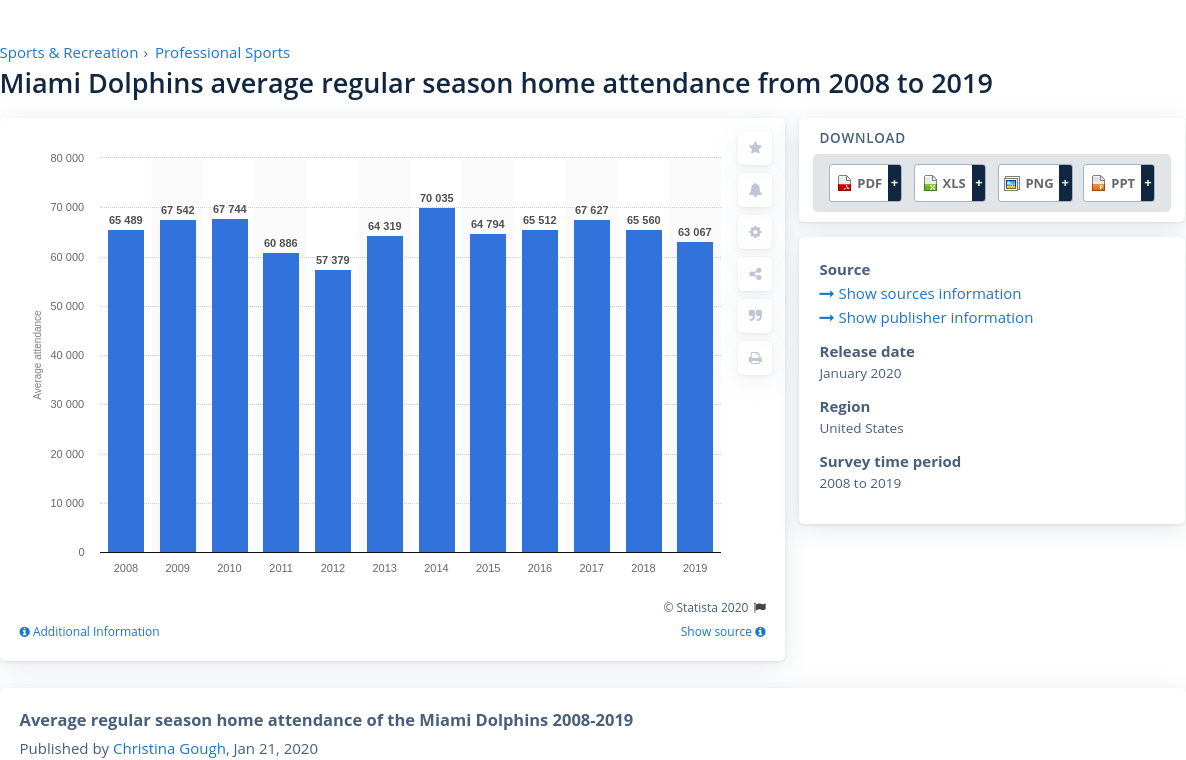 Sports & Recreation › Professional Sports
Miami Dolphins average regular season home attendance from 2008 to 2019
80 000
70 000
60 000
50 000
40 000
30 000
20 000
10 000
0
Average attendance
65 489
67 542
67 744
60 886
57 379
64 319
70 035
64 794
65 512
67 627
65 560
63 067
2008 2009 2010 2011 2012 2013 2014 2015 2016 2017 2018 2019
© Statista 2020
Additional Information
Show source
DOWNLOAD
PDF + XLS + PNG + PPT +
Source
Show sources information
Show publisher information
Release date
January 2020
Region
United States
Survey time period
2008 to 2019
Average regular season home attendance of the Miami Dolphins 2008-2019
Published by Christina Gough, Jan 21, 2020